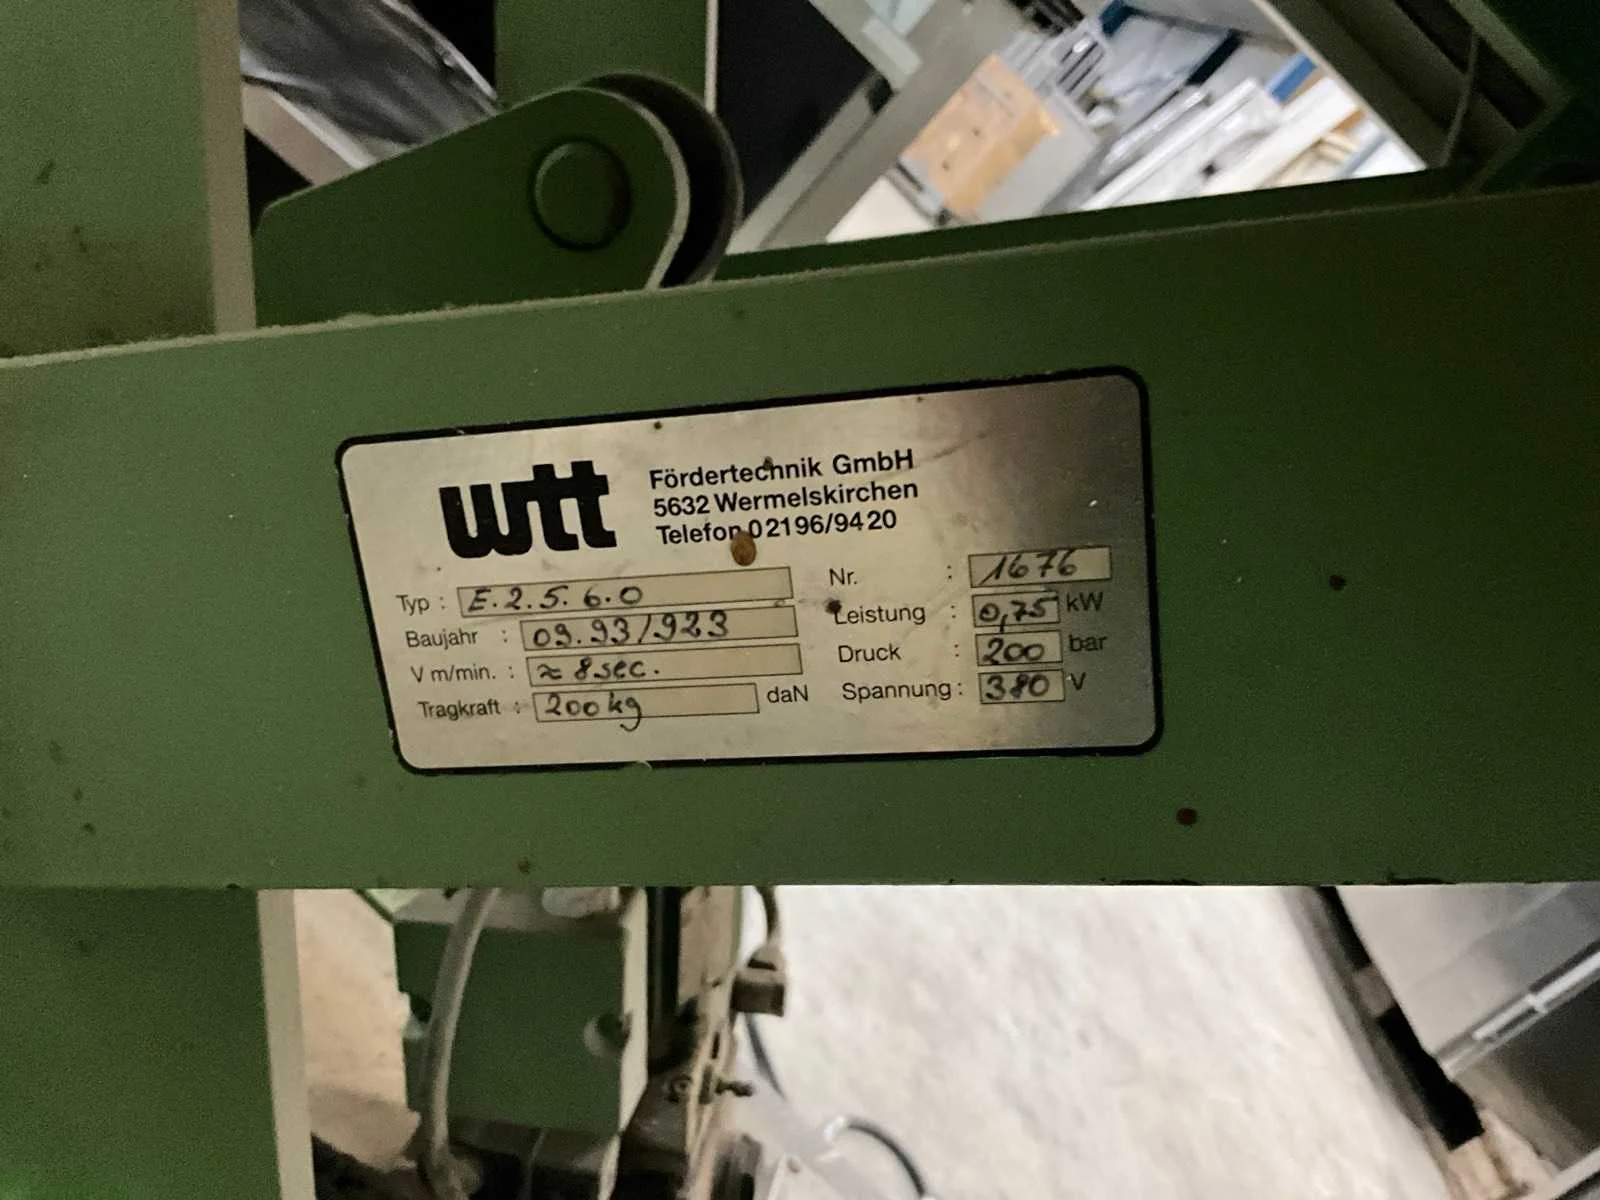 wtt
Fördertechnik GmbH
5632 Wermelskirchen
Telefon 02196/9420
Typ : E.2.5.6.0
Baujahr : 09.93/923
V m/min. : ≈ 8 sec.
Tragkraft : 200 kg daN
Nr. : 1676
Leistung : 0,75 kW
Druck : 200 bar
Spannung : 380 V